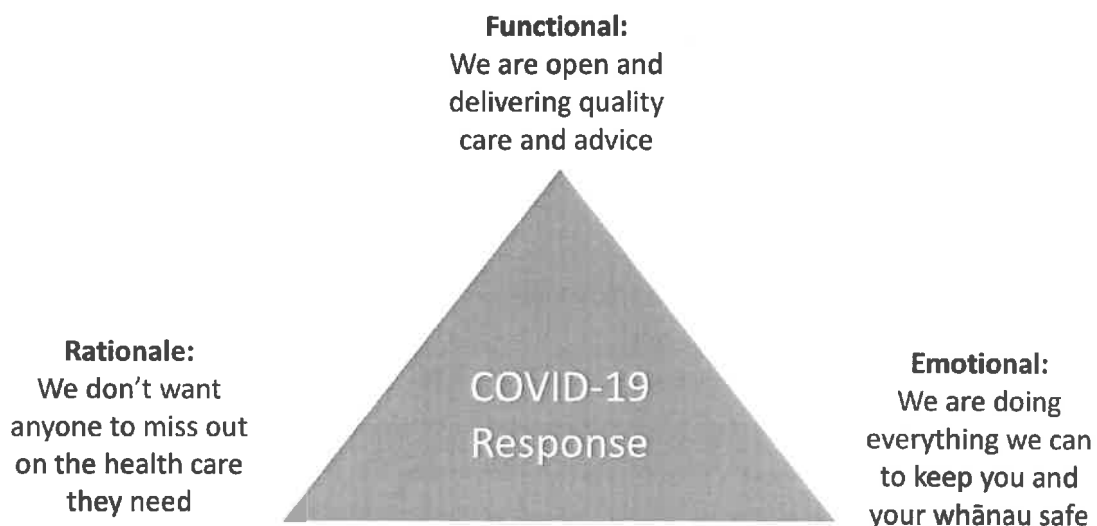 Functional:
We are open and
delivering quality
care and advice
Rationale:
We don't want
anyone to miss out
on the health care
they need
COVID-19
Response
Emotional:
We are doing
everything we can
to keep you and
your whānau safe